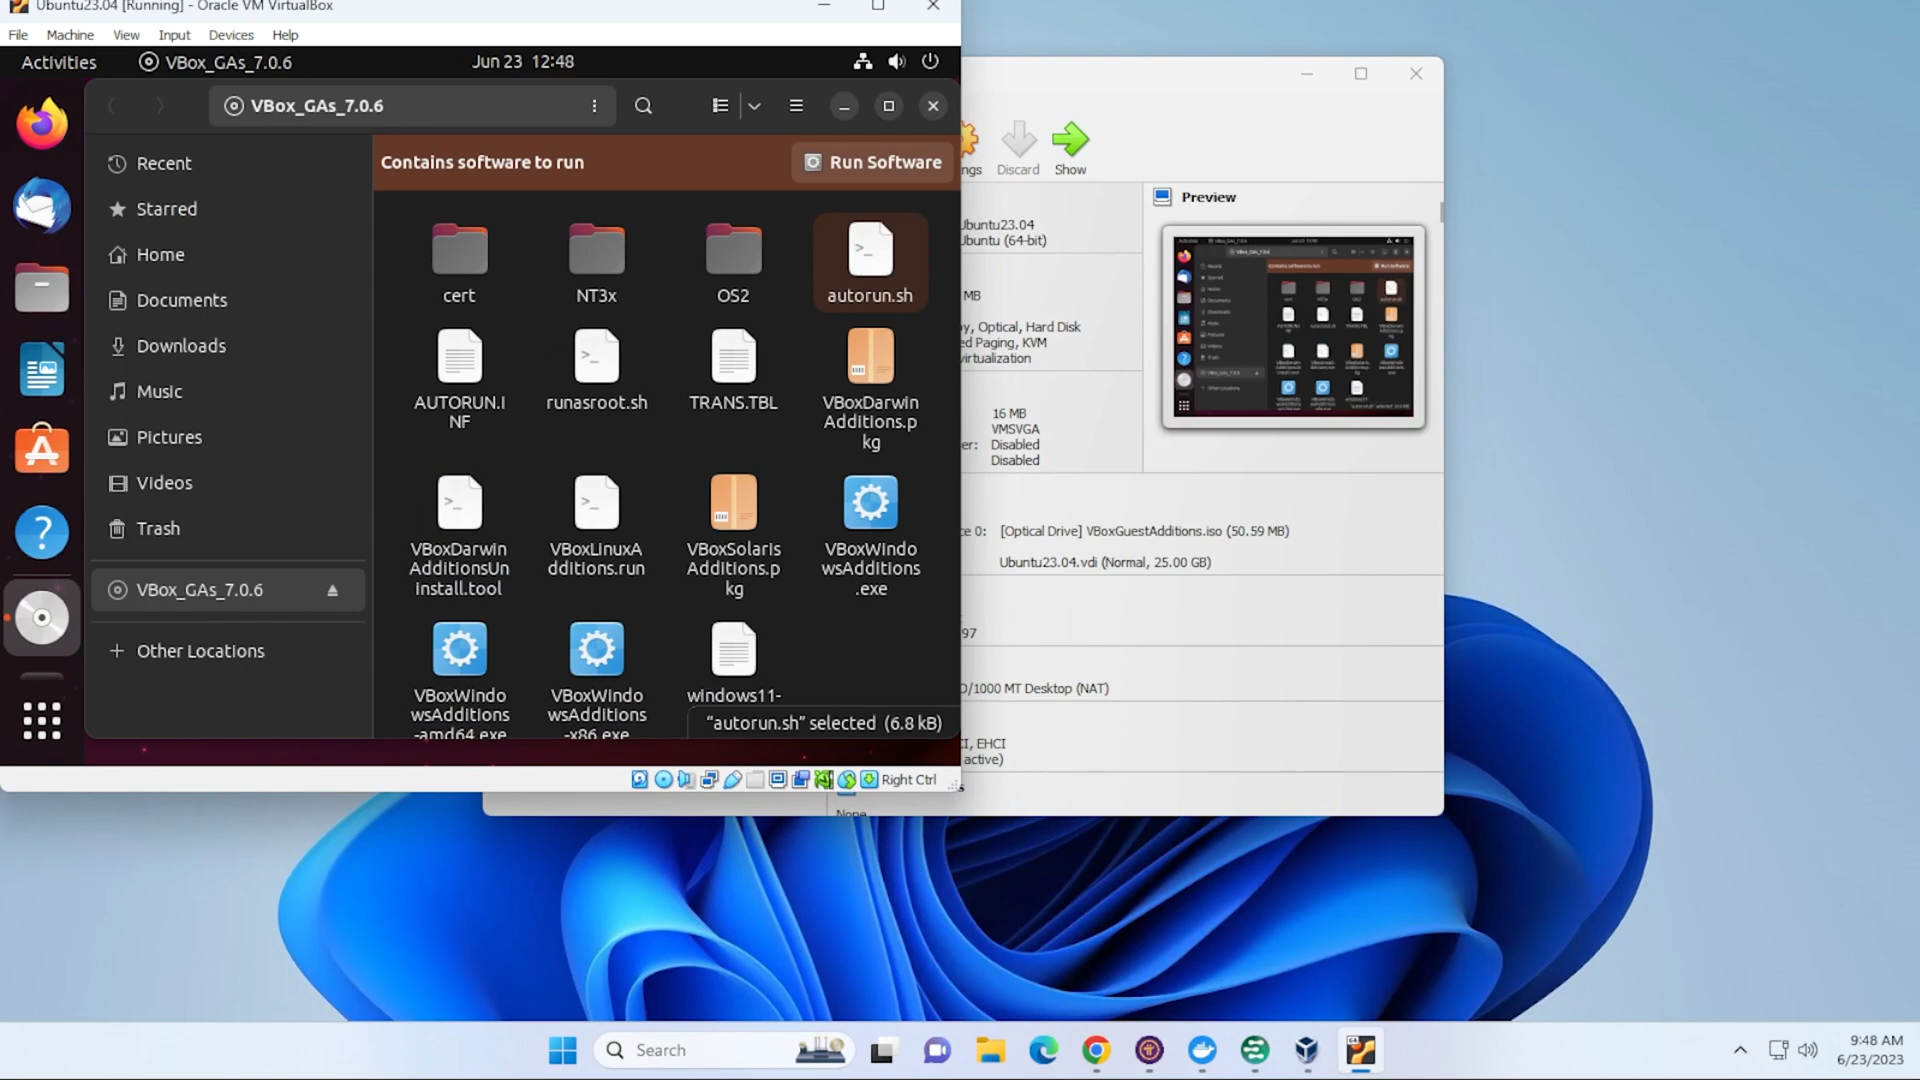 Ubuntu23.04 [Running] - Oracle VM VirtualBox
File Machine View Input Devices Help
Activities VBox_GAs_7.0.6 Jun 23 12:48
VBox_GAs_7.0.6
Contains software to run Run Software
Recent
Starred
Home
Documents
Downloads
Music
Pictures
Videos
Trash
VBox_GAs_7.0.6
Other Locations
cert NT3x OS2 autorun.sh
AUTORUN.I
NF
runasroot.sh
TRANS.TBL
VBoxDarwin
Additions.p
kg
VBoxDarwin
AdditionsUn
install.tool
VBoxLinuxA
dditions.run
VBoxSolaris
Additions.p
kg
VBoxWindo
wsAdditions
.exe
VBoxWindo
wsAdditions
-amd64.exe
VBoxWindo
wsAdditions
-x86.exe
windows11-
"autorun.sh" selected (6.8 kB)
Right Ctrl
ngs Discard Show
Ubuntu23.04
Ubuntu (64-bit)
MB
py, Optical, Hard Disk
ed Paging, KVM
virtualization
16 MB
VMSVGA
er: Disabled
Disabled
Preview
ce 0: [Optical Drive] VBoxGuestAdditions.iso (50.59 MB)
Ubuntu23.04.vdi (Normal, 25.00 GB)
97
0/1000 MT Desktop (NAT)
CI, EHCI
active)
None
Search
9:48 AM
6/23/2023